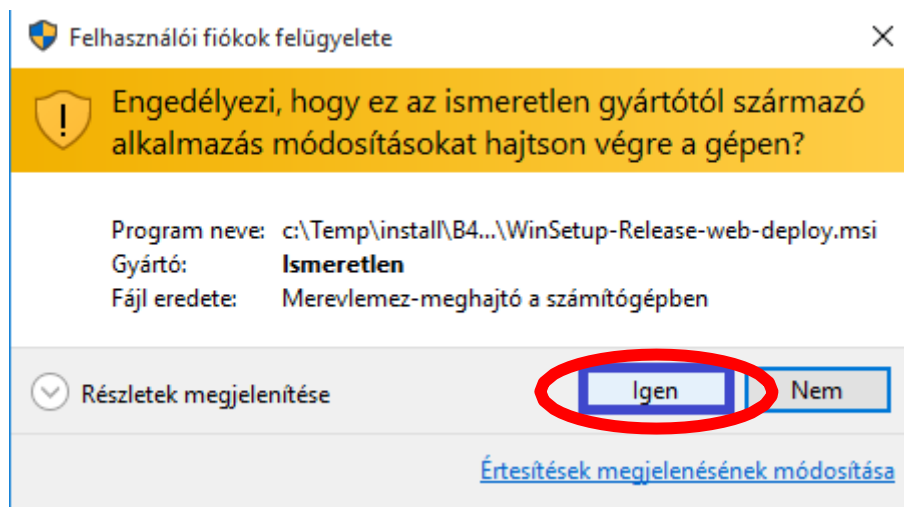 Felhasználói fiókok felügyelete
Engedélyezi, hogy ez az ismeretlen gyártótól származó
alkalmazás módosításokat hajtson végre a gépen?
Program neve: c:\Temp\install\B4...\WinSetup-Release-web-deploy.msi
Gyártó: Ismeretlen
Fájl eredete: Merevlemez-meghajtó a számítógépben
Részletek megjelenítése Igen Nem
Értesítések megjelenésének módosítása